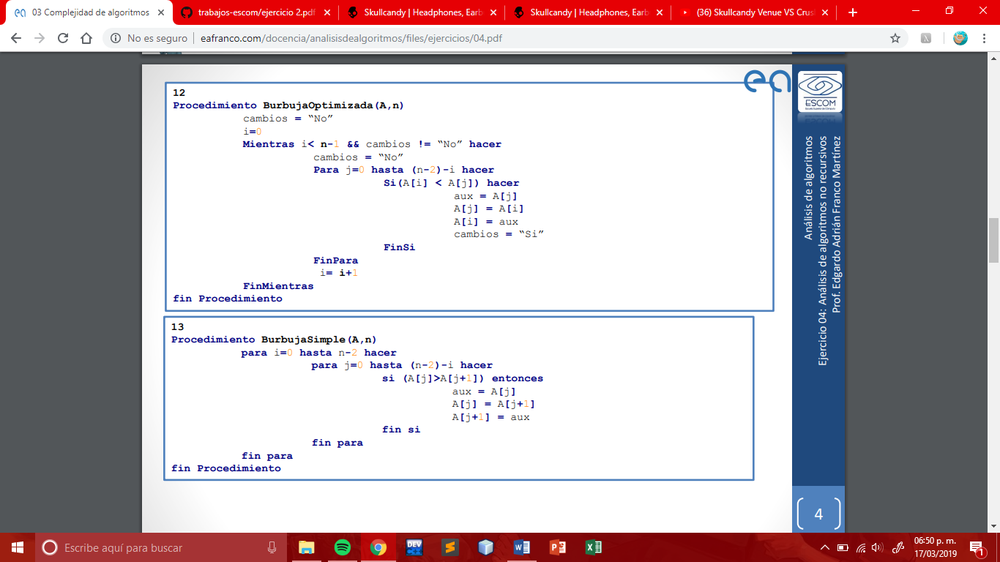 03 Complejidad de algoritmos
trabajos-escom/ejercicio 2.pdf
Skullcandy | Headphones, Earb
Skullcandy | Headphones, Earb
(36) Skullcandy Venue VS Crus
No es seguro
eafranco.com/docencia/analisisdealgoritmos/files/ejercicios/04.pdf
12
Procedimiento BurbujaOptimizada(A,n)
cambios = “No”
i=0
Mientras i< n-1 && cambios != “No” hacer
cambios = “No”
Para j=0 hasta (n-2)-i hacer
Si(A[i] < A[j]) hacer
aux = A[j]
A[j] = A[i]
A[i] = aux
cambios = “Si”
FinSi
FinPara
i= i+1
FinMientras
fin Procedimiento
13
Procedimiento BurbujaSimple(A,n)
para i=0 hasta n-2 hacer
para j=0 hasta (n-2)-i hacer
si (A[j]>A[j+1]) entonces
aux = A[j]
A[j] = A[j+1]
A[j+1] = aux
fin si
fin para
fin para
fin Procedimiento
ESCOM
Análisis de algoritmos
Ejercicio 04: Análisis de algoritmos no recursivos
Prof. Edgardo Adrián Franco Martínez
4
Escribe aquí para buscar
DEV
06:50 p. m.
17/03/2019
1